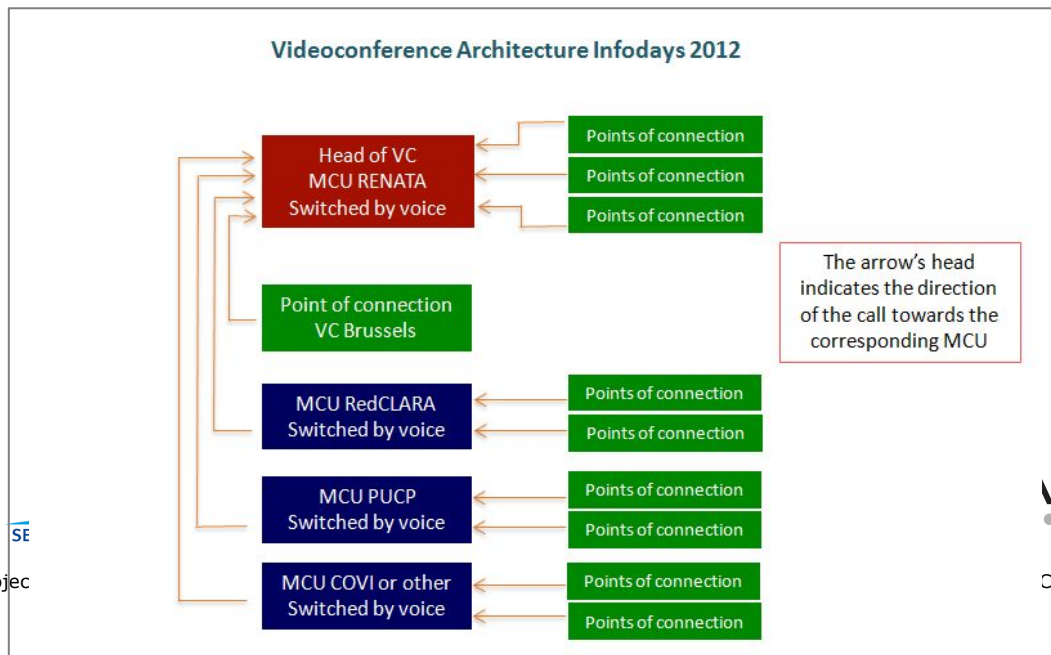 Videoconference Architecture Infodays 2012
Head of VC
MCU RENATA
Switched by voice
Points of connection
Points of connection
Points of connection
The arrow's head
indicates the direction
of the call towards the
corresponding MCU
Point of connection
VC Brussels
MCU RedCLARA
Switched by voice
Points of connection
Points of connection
MCU PUCP
Switched by voice
Points of connection
Points of connection
MCU COVI or other
Switched by voice
Points of connection
Points of connection